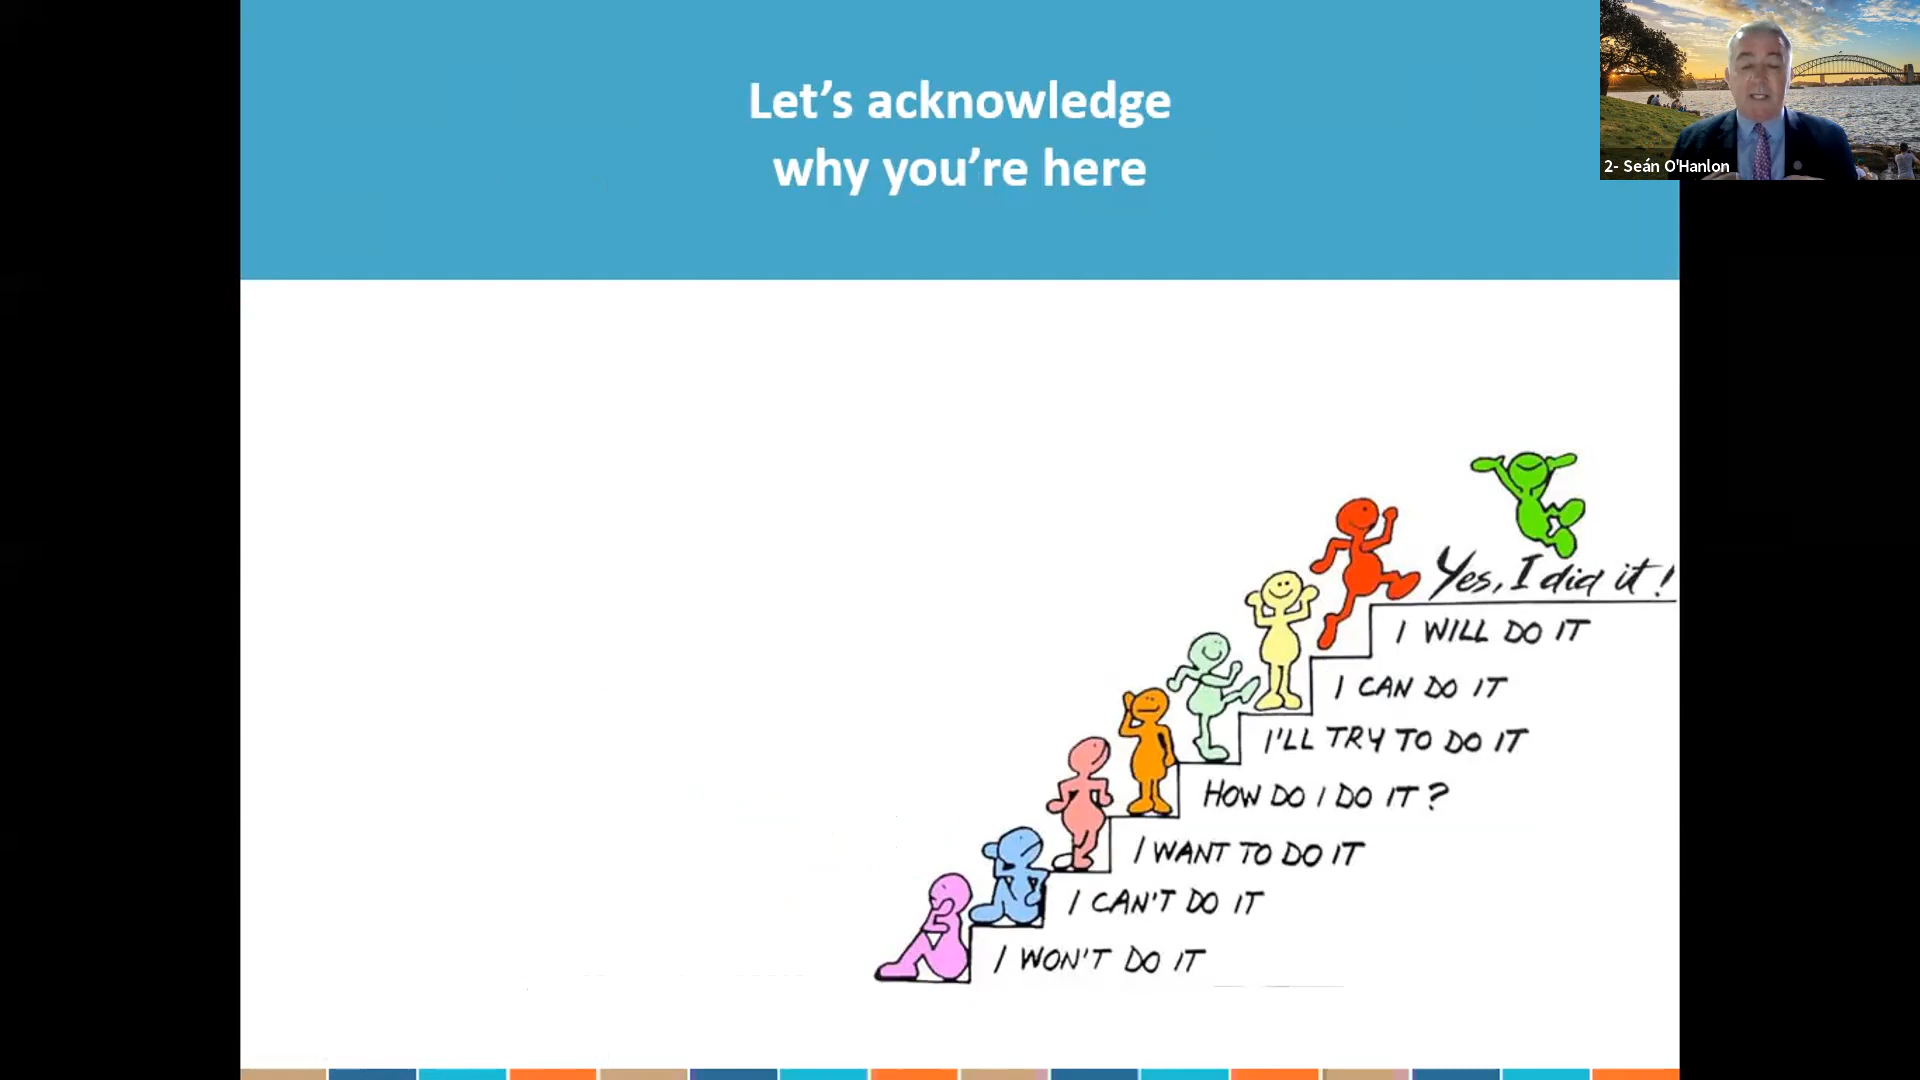 Let’s acknowledge
why you’re here
2- Seán O'Hanlon
Yes, I did it!
I WILL DO IT
I CAN DO IT
I'LL TRY TO DO IT
HOW DO I DO IT?
I WANT TO DO IT
I CAN'T DO IT
I WON'T DO IT